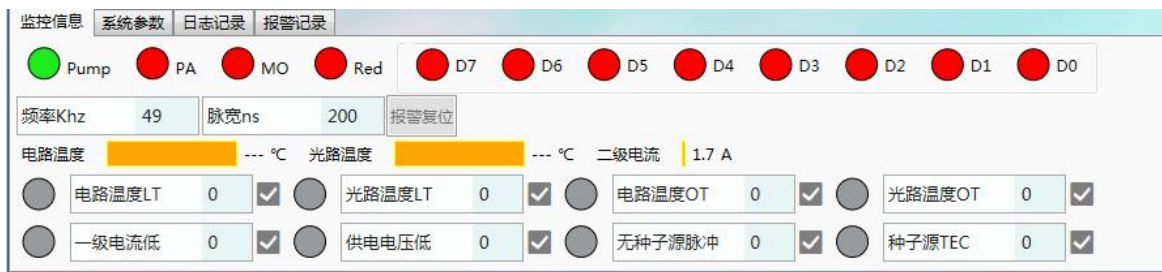 监控信息 系统参数 日志记录 报警记录
Pump PA MO Red D7 D6 D5 D4 D3 D2 D1 D0
频率Khz 49 脉宽ns 200 报警复位
电路温度 --- ℃ 光路温度 --- ℃ 二级电流 1.7 A
电路温度LT 0 光路温度LT 0 电路温度OT 0 光路温度OT 0
一级电流低 0 供电电压低 0 无种子源脉冲 0 种子源TEC 0